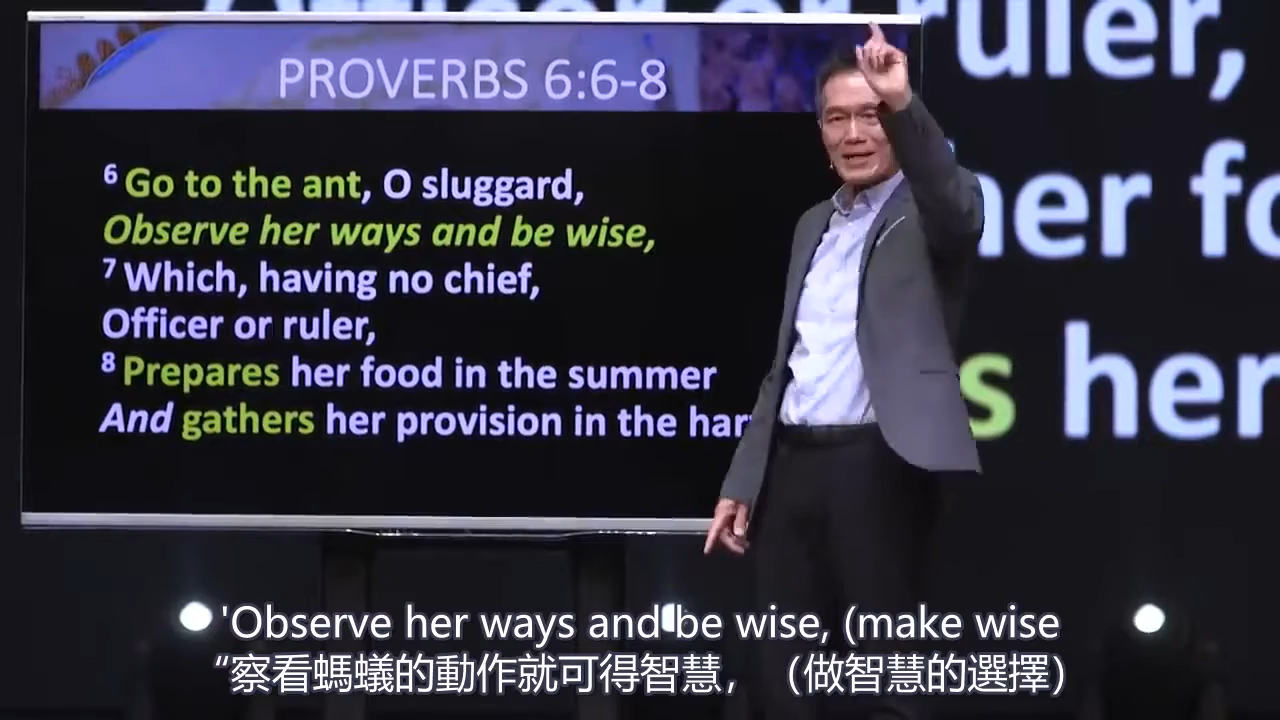 PROVERBS 6:6-8
6 Go to the ant, O sluggard,
Observe her ways and be wise,
7 Which, having no chief,
Officer or ruler,
8 Prepares her food in the summer
And gathers her provision in the har
ruler,
her fo
s her
'Observe her ways and be wise, (make wise
“察看螞蟻的動作就可得智慧，（做智慧的選擇）